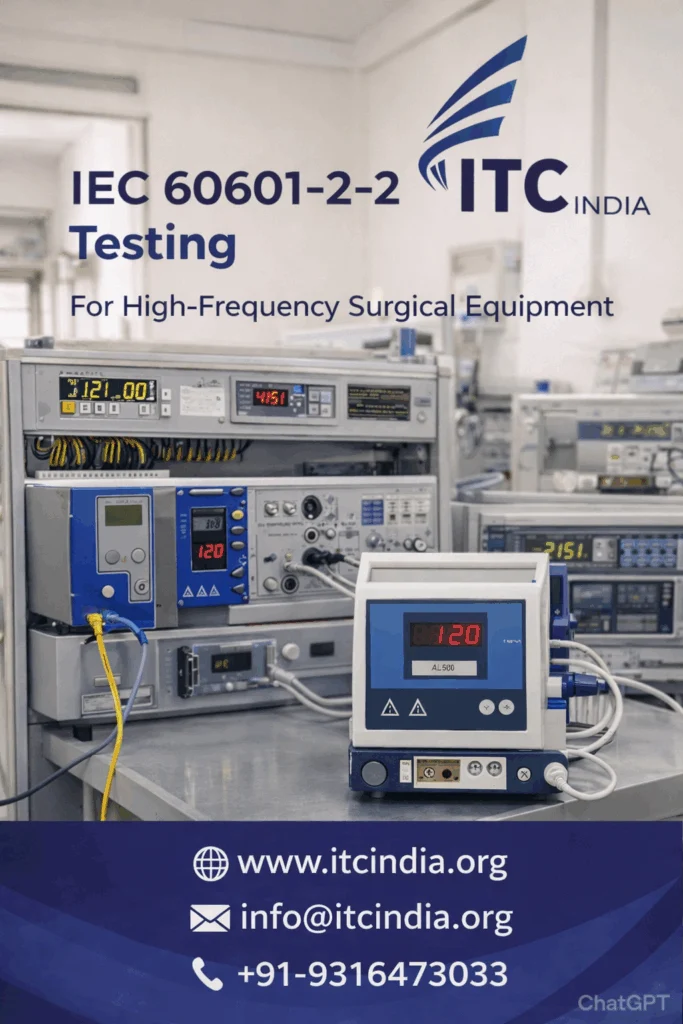 IEC 60601-2-2
Testing
ITC INDIA
For High-Frequency Surgical Equipment
121.00
4151
120
2151.
120
AL500
www.itcindia.org
info@itcindia.org
+91-9316473033
ChatGPT